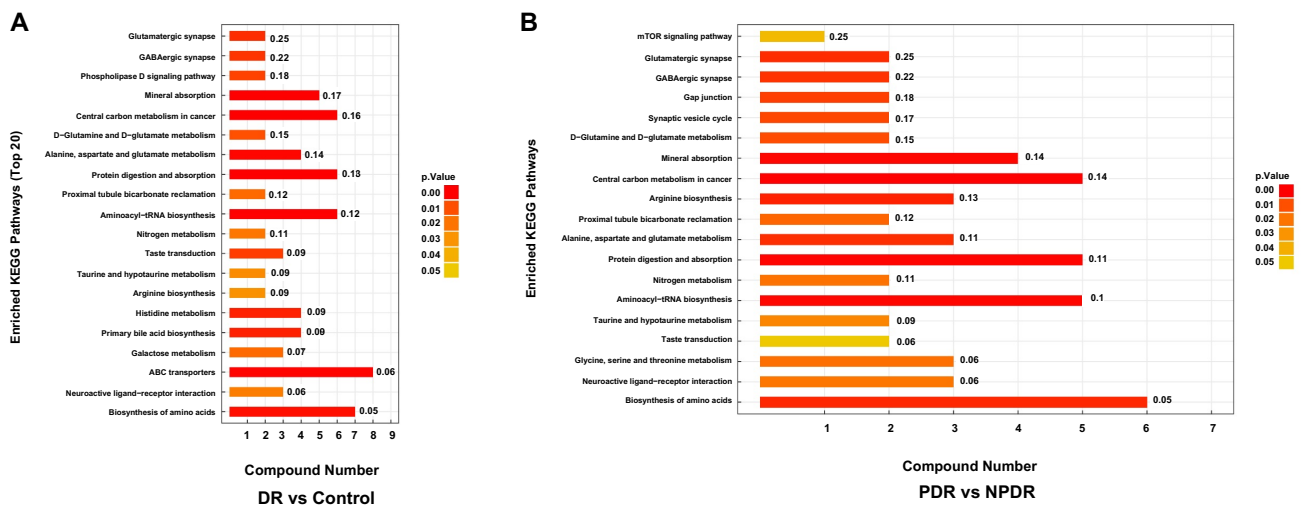 A
Enriched KEGG Pathways (Top 20)
Glutamatergic synapse 0.25
GABAergic synapse 0.22
Phospholipase D signaling pathway 0.18
Mineral absorption 0.17
Central carbon metabolism in cancer 0.16
D−Glutamine and D−glutamate metabolism 0.15
Alanine, aspartate and glutamate metabolism 0.14
Protein digestion and absorption 0.13
Proximal tubule bicarbonate reclamation 0.12
Aminoacyl−tRNA biosynthesis 0.12
Nitrogen metabolism 0.11
Taste transduction 0.09
Taurine and hypotaurine metabolism 0.09
Arginine biosynthesis 0.09
Histidine metabolism 0.09
Primary bile acid biosynthesis 0.09
Galactose metabolism 0.07
ABC transporters 0.06
Neuroactive ligand−receptor interaction 0.06
Biosynthesis of amino acids 0.05
1 2 3 4 5 6 7 8 9
Compound Number
DR vs Control
p.Value
0.00
0.01
0.02
0.03
0.04
0.05
B
Enriched KEGG Pathways
mTOR signaling pathway 0.25
Glutamatergic synapse 0.25
GABAergic synapse 0.22
Gap junction 0.18
Synaptic vesicle cycle 0.17
D−Glutamine and D−glutamate metabolism 0.15
Mineral absorption 0.14
Central carbon metabolism in cancer 0.14
Arginine biosynthesis 0.13
Proximal tubule bicarbonate reclamation 0.12
Alanine, aspartate and glutamate metabolism 0.11
Protein digestion and absorption 0.11
Nitrogen metabolism 0.11
Aminoacyl−tRNA biosynthesis 0.1
Taurine and hypotaurine metabolism 0.09
Taste transduction 0.06
Glycine, serine and threonine metabolism 0.06
Neuroactive ligand−receptor interaction 0.06
Biosynthesis of amino acids 0.05
1 2 3 4 5 6 7
Compound Number
PDR vs NPDR
p.Value
0.00
0.01
0.02
0.03
0.04
0.05